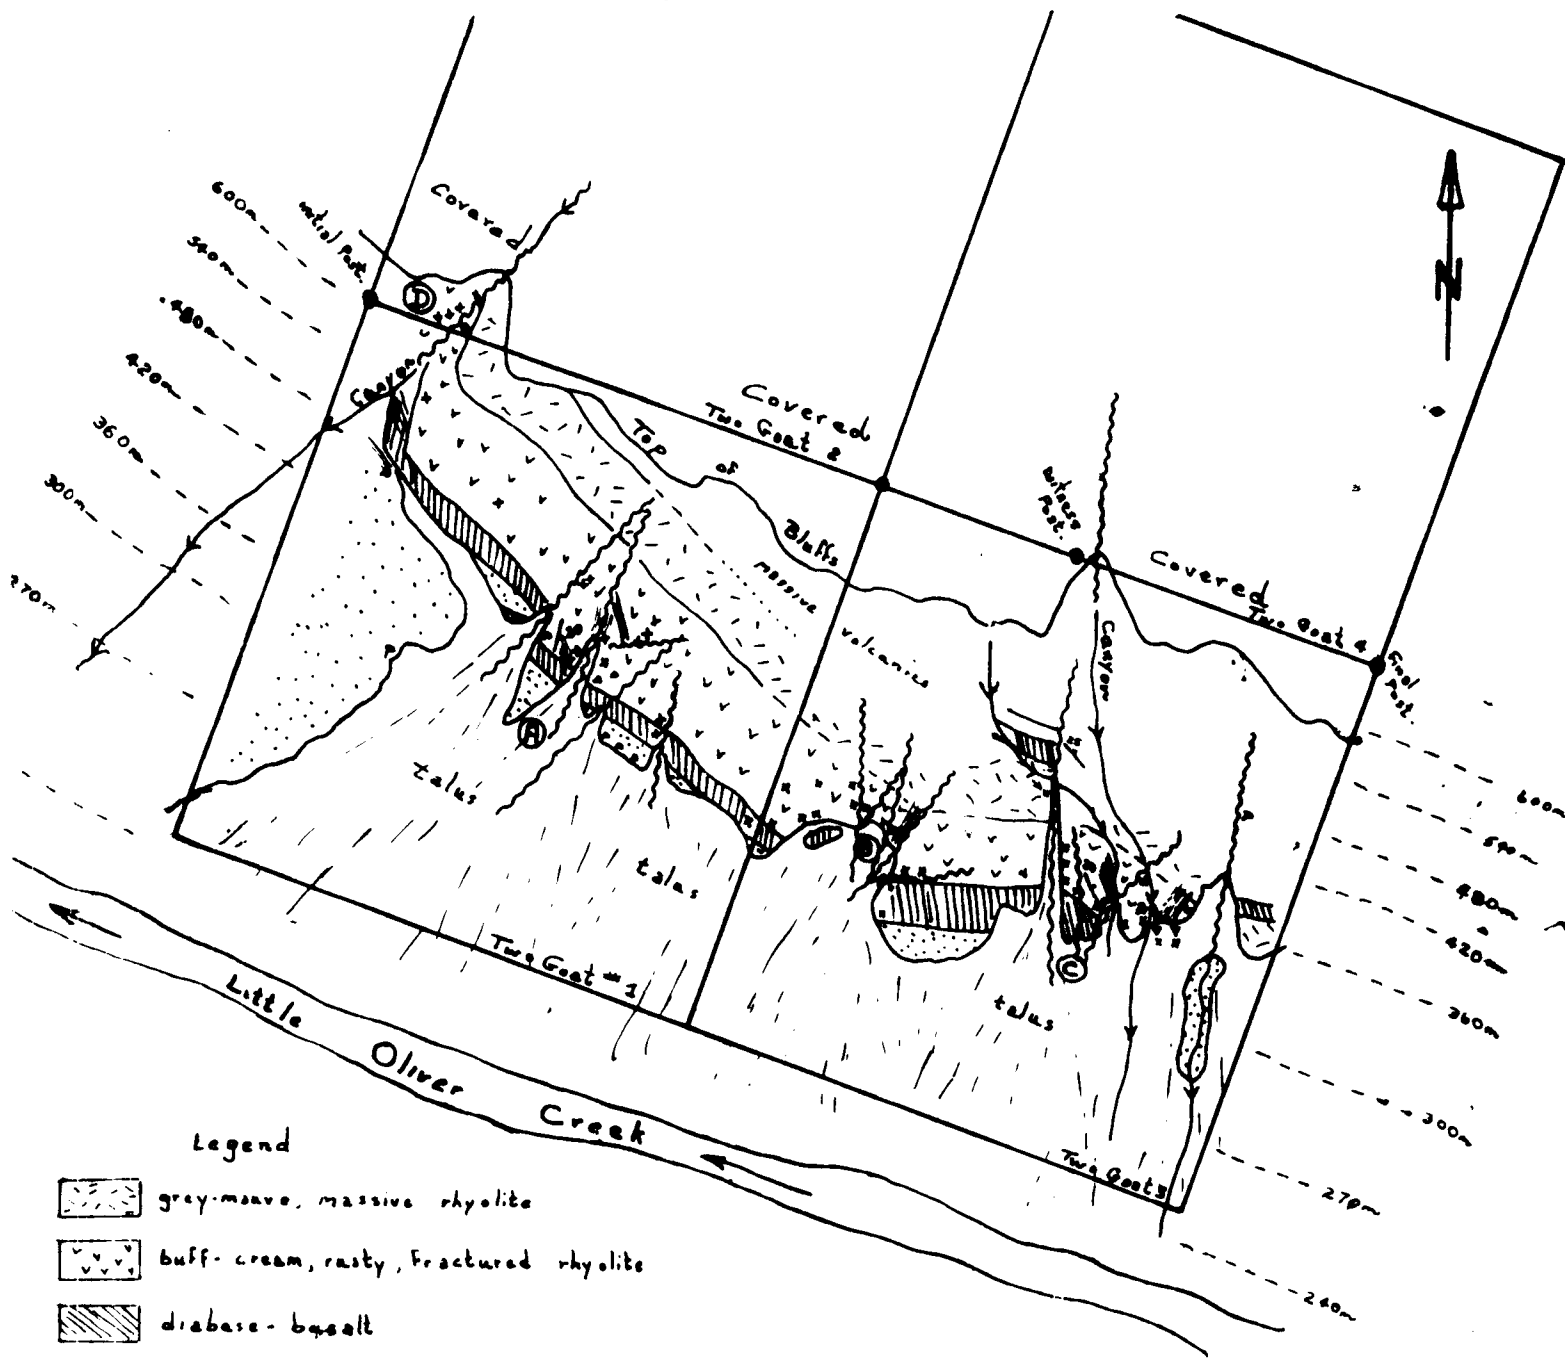 600m
540m
480m
420m
360m
300m
270m
Initial Post.
Covered
D
Canyon
Covered
Two Goat 2
Top of Bluffs
massive volcanics
N
Witness Post.
Covered
Two Goat 4
Final Post.
Canyon
A
B
C
talus
talus
talus
Two Goat #1
Two Goat 3
600m
540m
480m
420m
360m
300m
270m
240m
Little Oliver Creek
Legend
grey-mauve, massive rhyolite
buff-cream, rusty, fractured rhyolite
diabase-basalt